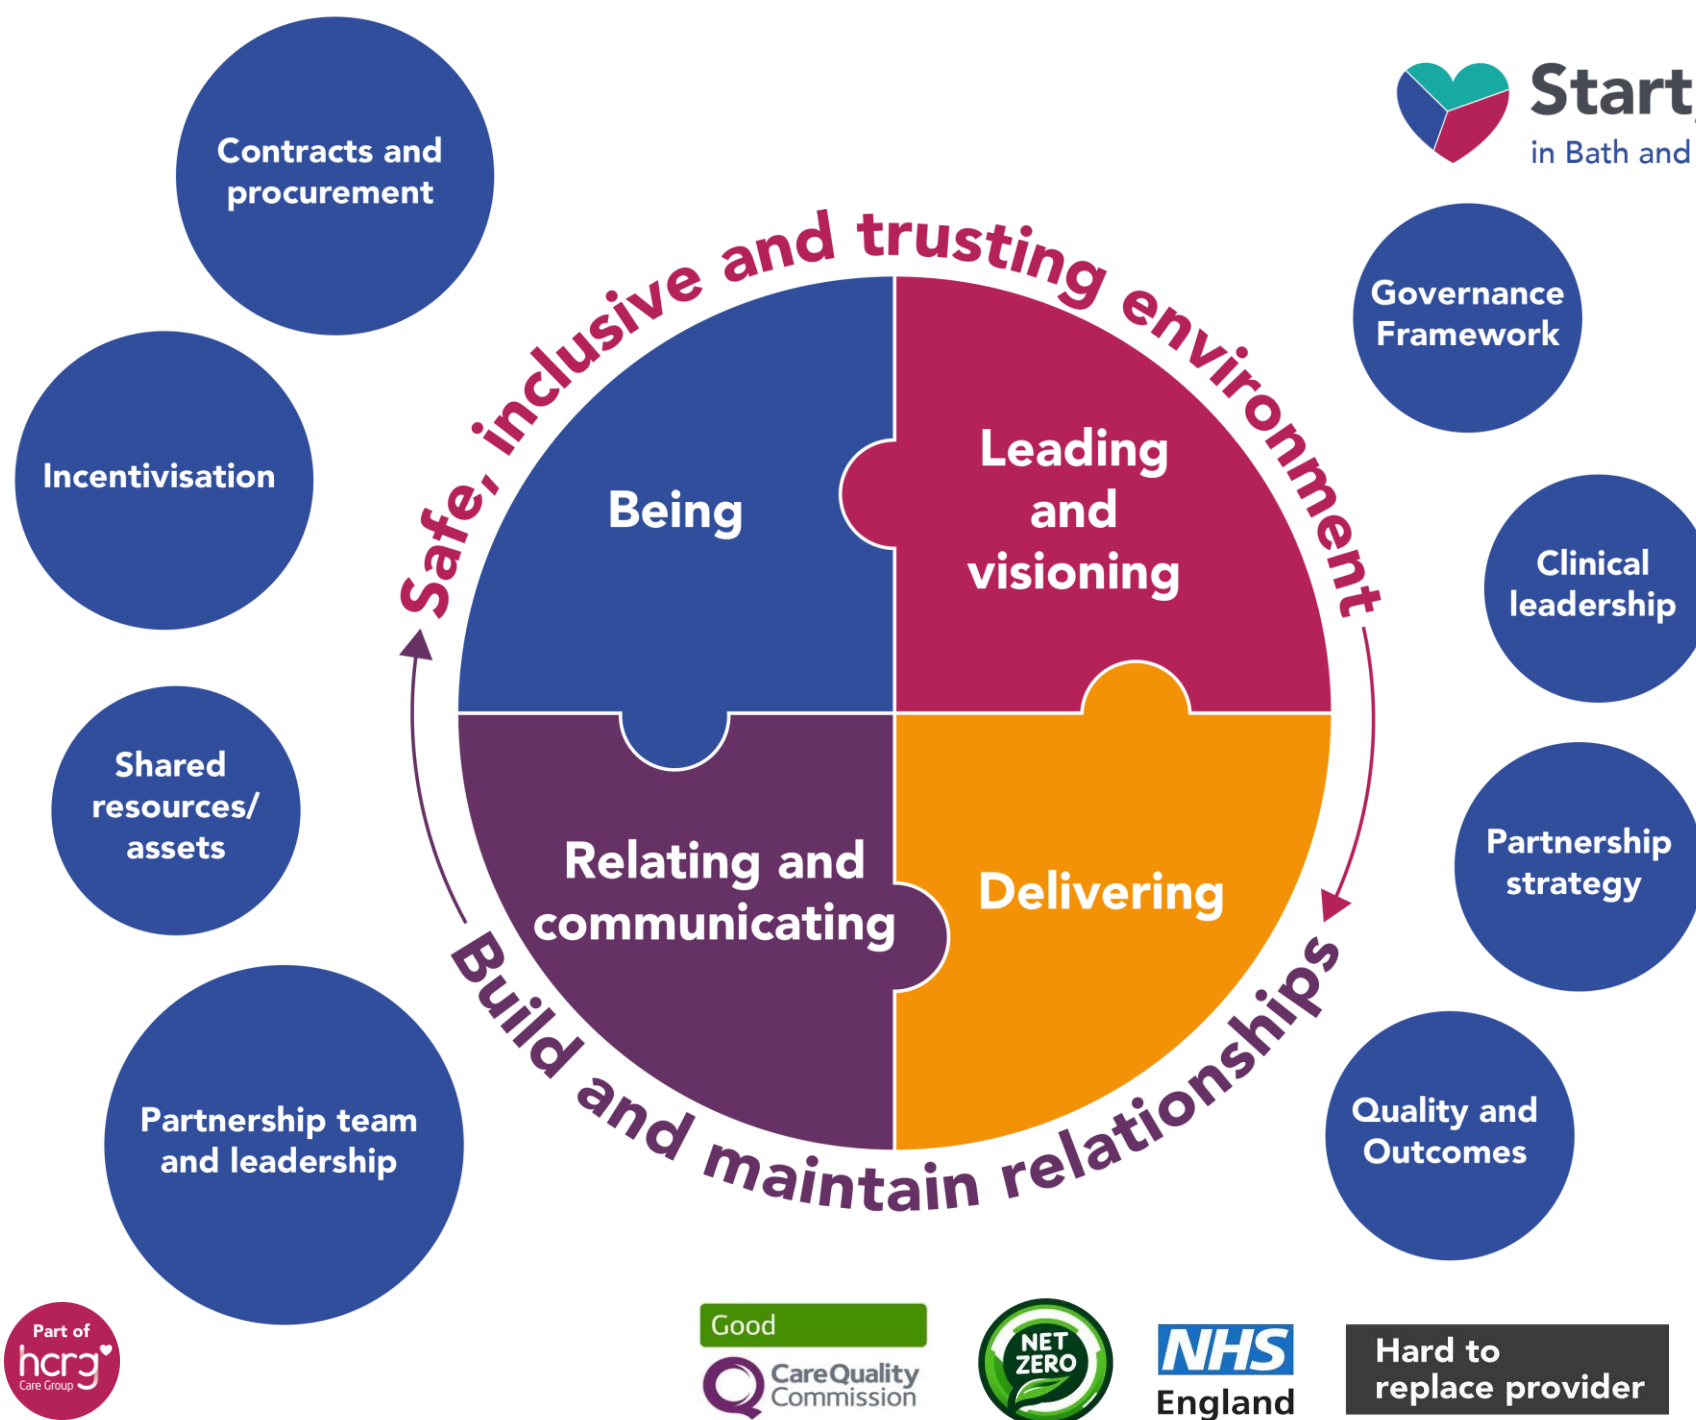 Start,
in Bath and
Contracts and
procurement
Governance
Framework
Safe, inclusive and trusting environment
Incentivisation
Being
Leading
and
visioning
Clinical
leadership
Shared
resources/
assets
Relating and
communicating
Delivering
Partnership
strategy
Build and maintain relationships
Partnership team
and leadership
Quality and
Outcomes
Part of
hcrg
Care Group
Good
CareQuality
Commission
NET
ZERO
NHS
England
Hard to
replace provider